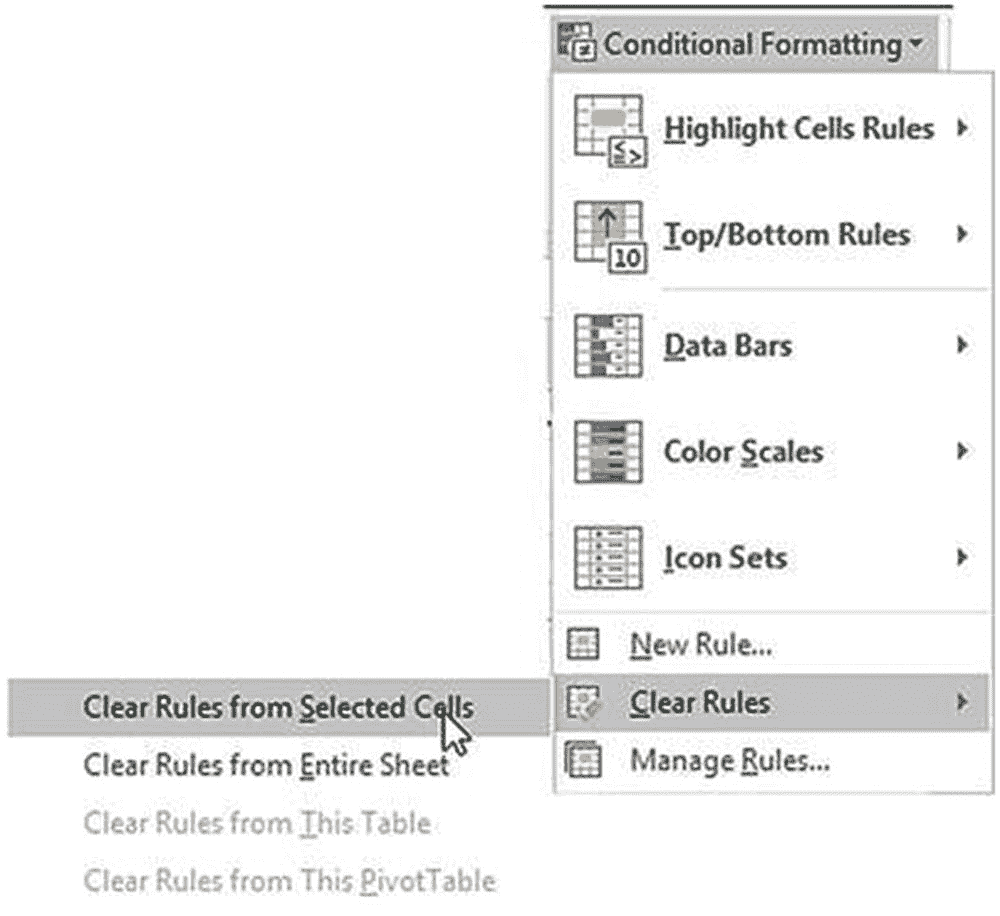 Conditional Formatting
Highlight Cells Rules
Top/Bottom Rules
10
Data Bars
Color Scales
Icon Sets
New Rule...
Clear Rules
Manage Rules...
Clear Rules from Selected Cells
Clear Rules from Entire Sheet
Clear Rules from This Table
Clear Rules from This PivotTable